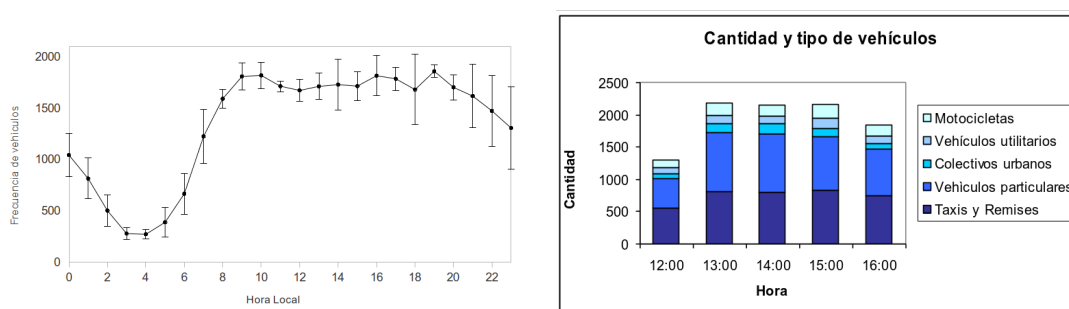 2000
1500
1000
500
0
Frecuencia de vehículos
0 2 4 6 8 10 12 14 16 18 20 22
Hora Local
Cantidad y tipo de vehículos
2500
2000
1500
1000
500
0
Cantidad
12:00 13:00 14:00 15:00 16:00
Hora
Motocicletas
Vehículos utilitarios
Colectivos urbanos
Vehìculos particulares
Taxis y Remises